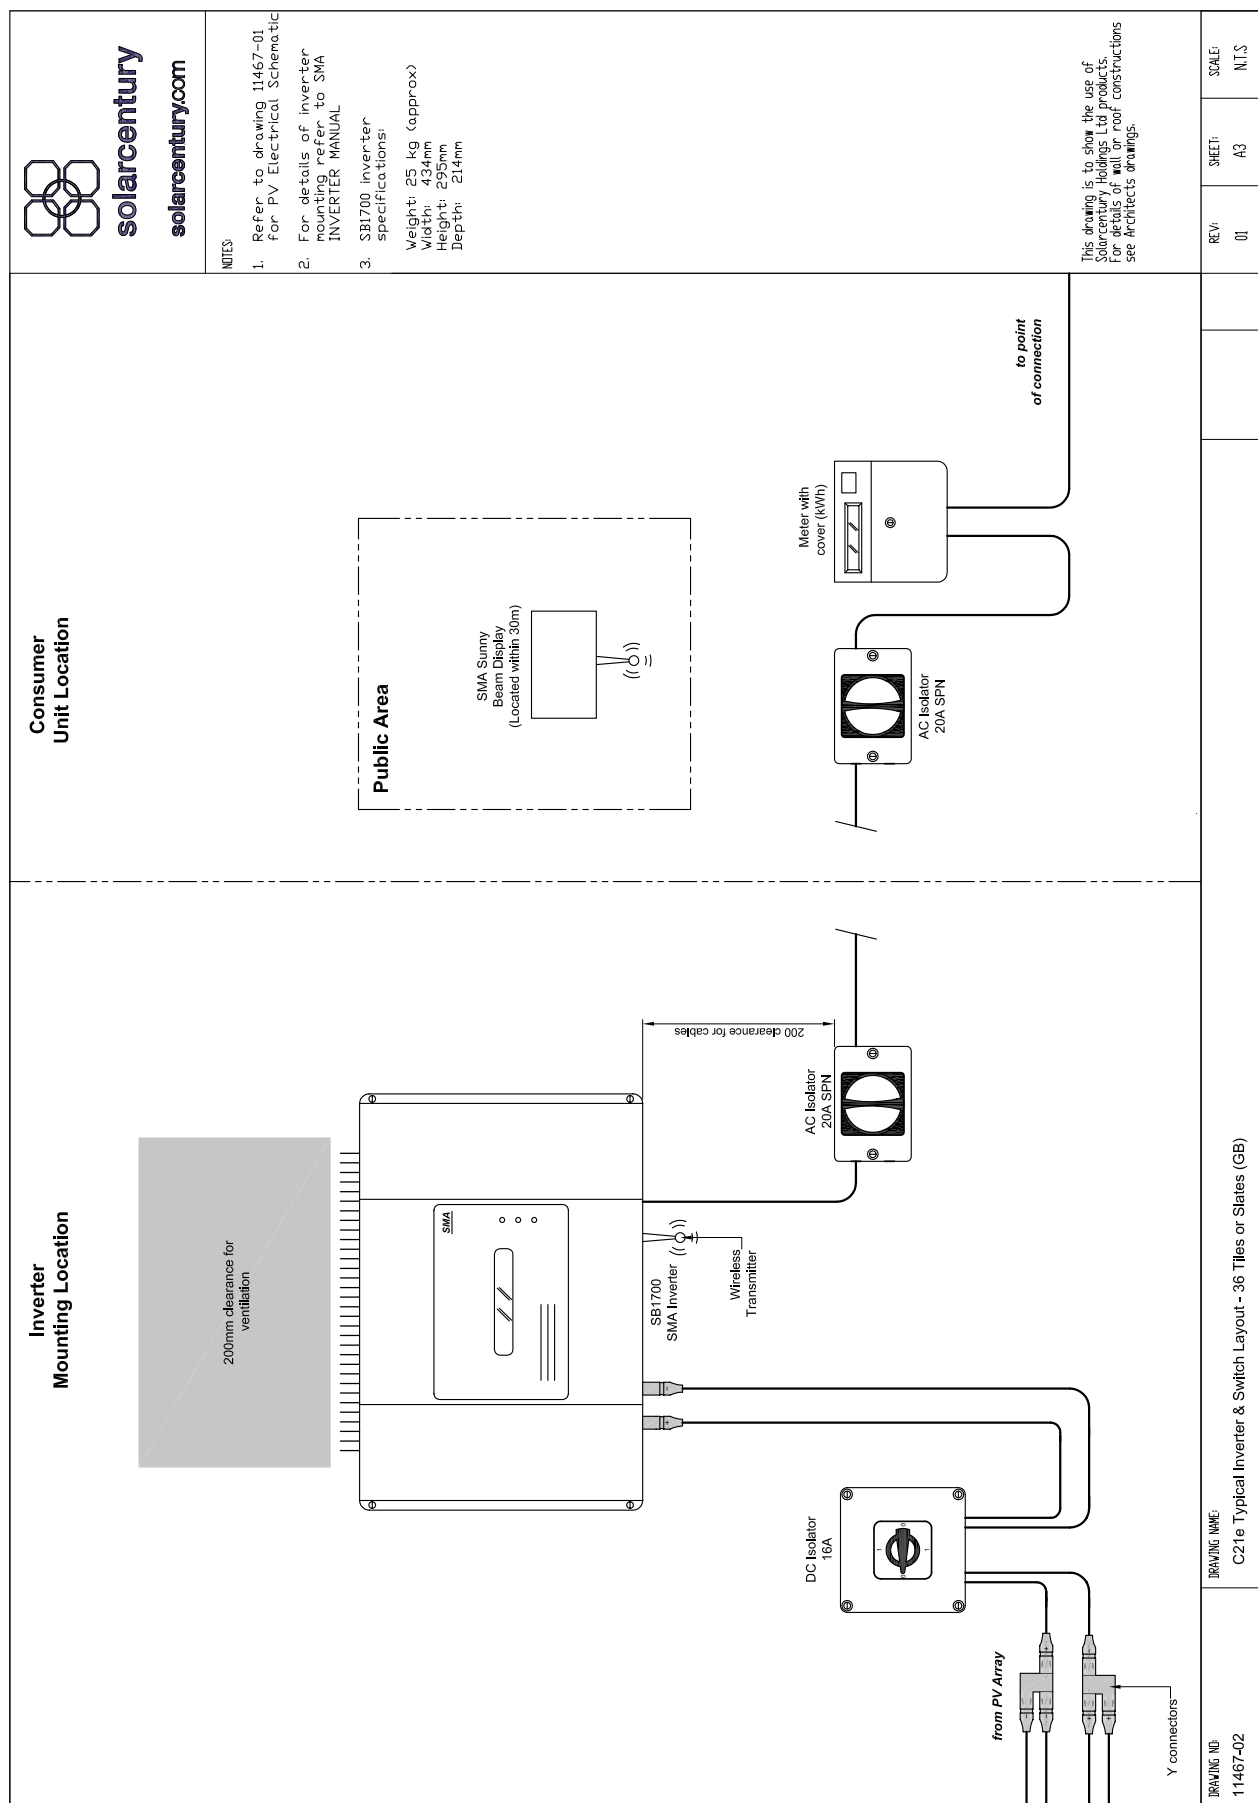 Inverter
Mounting Location
200mm clearance for
ventilation
SMA
SB1700
SMA Inverter
Wireless
Transmitter
200 clearance for cables
AC Isolator
20A SPN
DC Isolator
16A
from PV Array
Y connectors
Consumer
Unit Location
Public Area
SMA Sunny
Beam Display
(Located within 30m)
AC Isolator
20A SPN
Meter with
cover (kWh)
to point
of connection
solarcentury
solarcentury.com
NOTES:
1. Refer to drawing 11467-01
for PV Electrical Schematic
2. For details of inverter
mounting refer to SMA
INVERTER MANUAL
3. SB1700 inverter
specifications:
Weight: 25 kg (approx)
Width: 434mm
Height: 295mm
Depth: 214mm
This drawing is to show the use of
Solarcentury Holdings Ltd products.
For details of wall or roof constructions
see Architects drawings.
DRAWING NO:
11467-02
DRAWING NAME:
C21e Typical Inverter & Switch Layout - 36 Tiles or Slates (GB)
REV:
01
SHEET:
A3
SCALE:
N.T.S